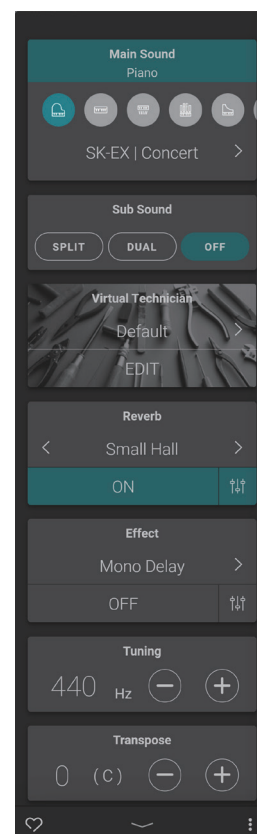 Main Sound
Piano
SK-EX | Concert
Sub Sound
SPLIT DUAL OFF
Virtual Technician
Default
EDIT
Reverb
Small Hall
ON
Effect
Mono Delay
OFF
Tuning
440 Hz
Transpose
0 (C)